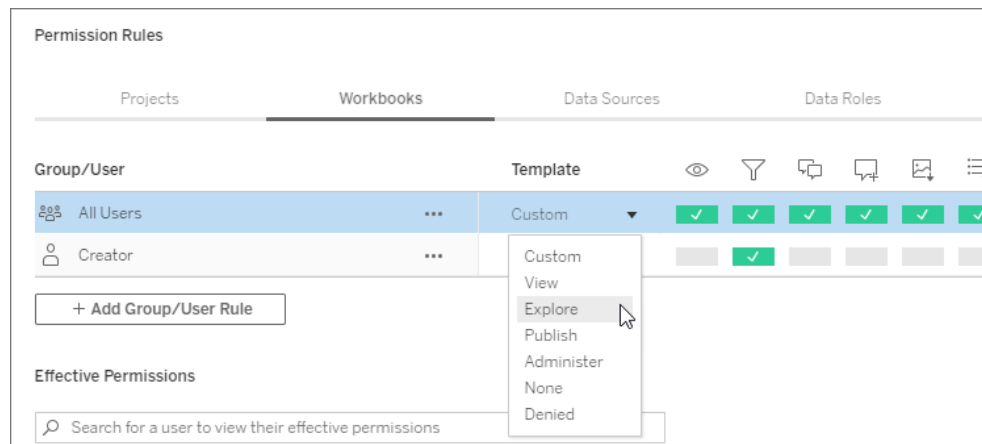 Permission Rules
Projects Workbooks Data Sources Data Roles
Group/User Template
All Users ••• Custom
Creator •••
Custom
View
Explore
Publish
Administer
None
Denied
+ Add Group/User Rule
Effective Permissions
Search for a user to view their effective permissions